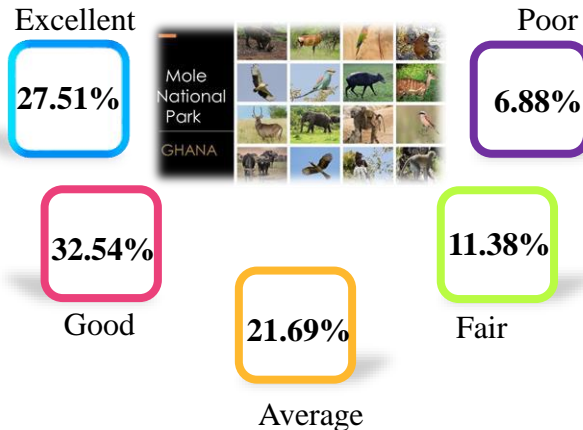 Excellent
27.51%
Mole
National
Park
GHANA
Poor
6.88%
32.54%
Good
21.69%
Average
11.38%
Fair